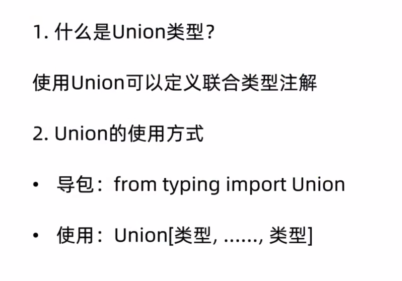 1. 什么是Union类型？
使用Union可以定义联合类型注解
2. Union的使用方式
• 导包：from typing import Union
• 使用：Union[类型, ......, 类型]